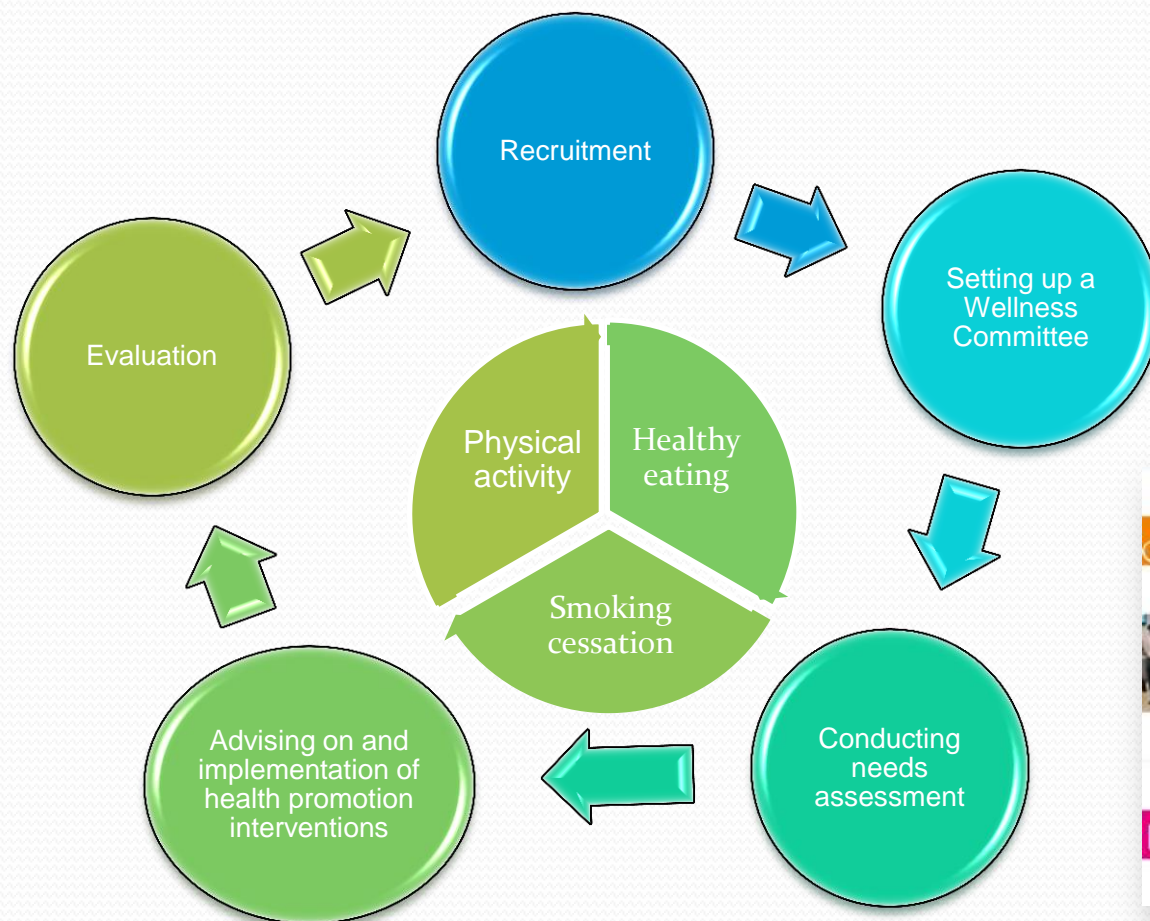 Recruitment
Setting up a
Wellness
Committee
Conducting
needs
assessment
Advising on and
implementation of
health promotion
interventions
Evaluation
Physical
activity
Healthy
eating
Smoking
cessation